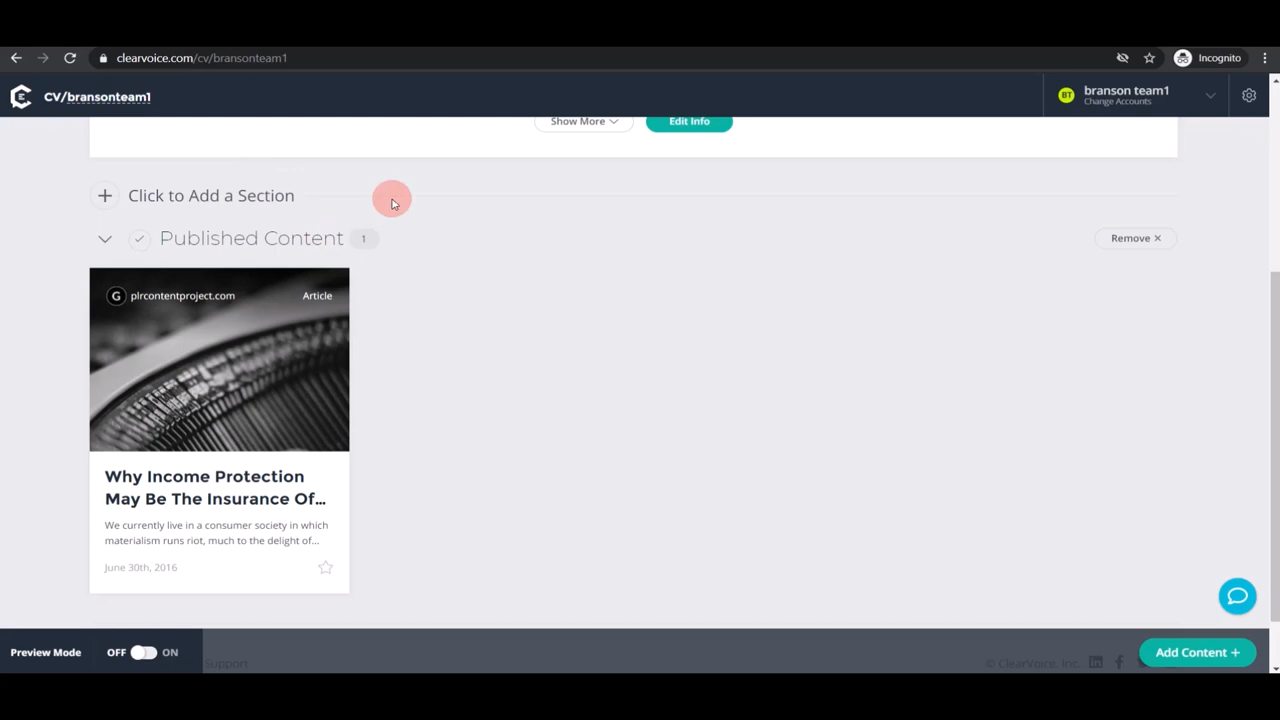 clearvoice.com/cv/bransonteam1
Incognito
CV/bransonteam1
BT
branson team1
Change Accounts
Show More
Edit Info
Click to Add a Section
Published Content 1
Remove ×
G plrcontentproject.com
Article
Why Income Protection
May Be The Insurance Of...
We currently live in a consumer society in which
materialism runs riot, much to the delight of...
June 30th, 2016
Preview Mode
OFF
ON
Support
© ClearVoice, Inc.
Add Content +